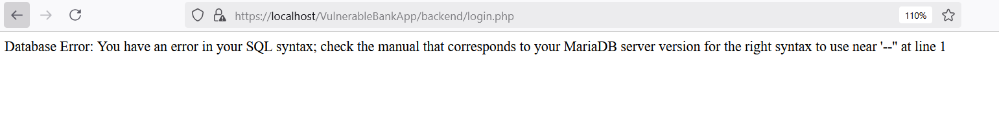 https://localhost/VulnerableBankApp/backend/login.php 110%
Database Error: You have an error in your SQL syntax; check the manual that corresponds to your MariaDB server version for the right syntax to use near '--'' at line 1